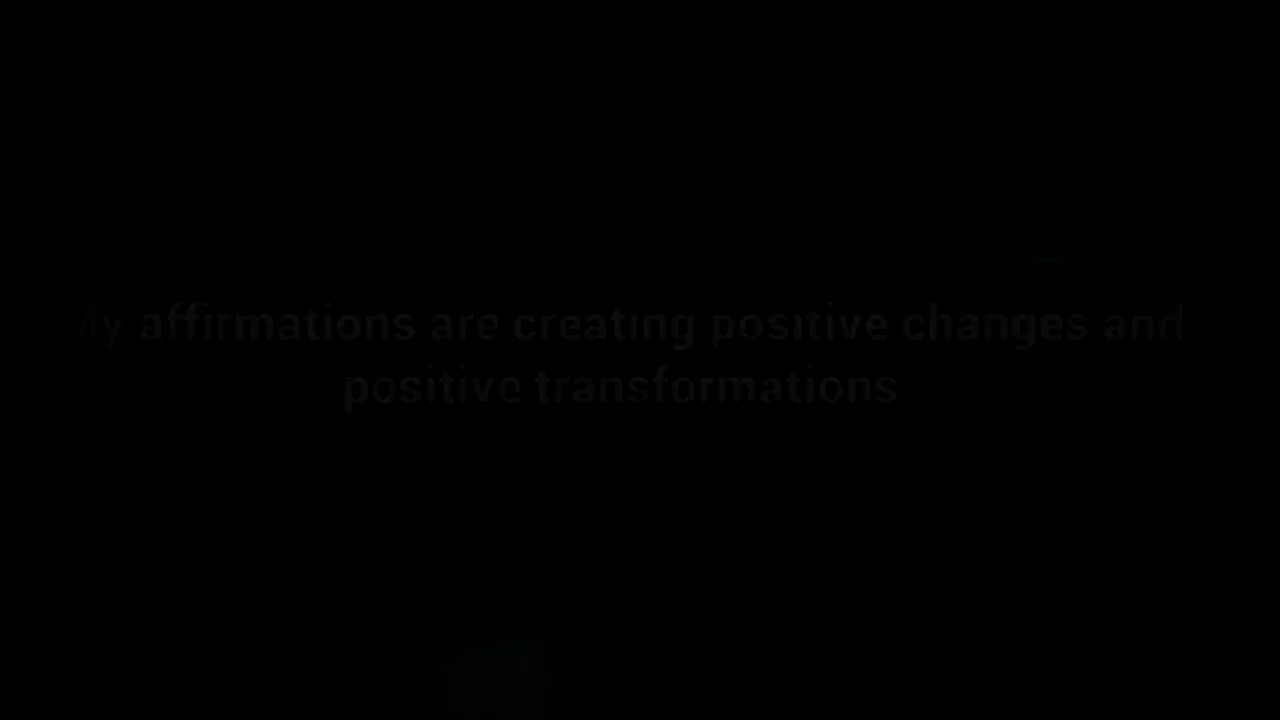 My affirmations are creating positive changes and
positive transformations